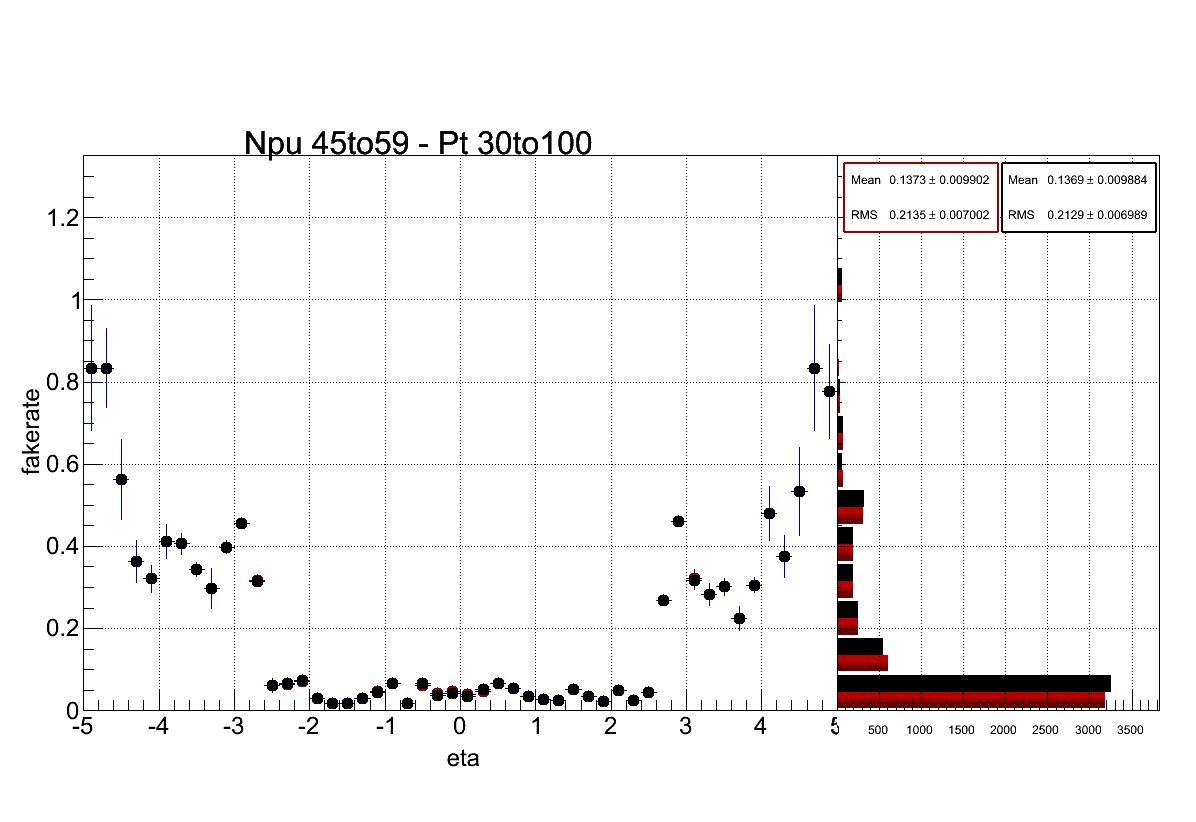 Npu 45to59 - Pt 30to100
Mean 0.1373 ± 0.009902
RMS 0.2135 ± 0.007002
Mean 0.1369 ± 0.009884
RMS 0.2129 ± 0.006989
1.2
1
0.8
0.6
0.4
0.2
0
fakerate
-5 -4 -3 -2 -1 0 1 2 3 4 5
500 1000 1500 2000 2500 3000 3500
eta